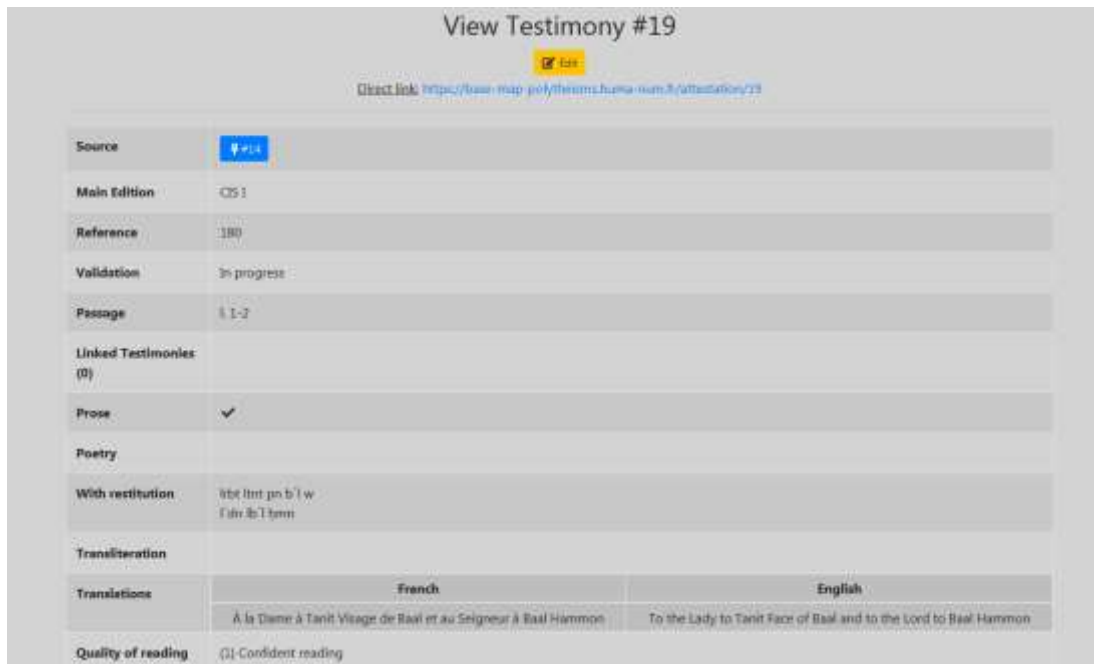 View Testimony #19
Edit
Direct link: https://base-map-polytheisms.huma-num.fr/attestation/19
Source #14
Main Edition CIS I
Reference 180
Validation In progress
Passage l. 1-2
Linked Testimonies
(0)
Prose ✓
Poetry
With restitution lrbt ltnt pn bʿl w
lʾdn lbʿl ḥmn
Transliteration
Translations French English
À la Dame à Tanit Visage de Baal et au Seigneur à Baal Hammon To the Lady to Tanit Face of Baal and to the Lord to Baal Hammon
Quality of reading (1) Confident reading